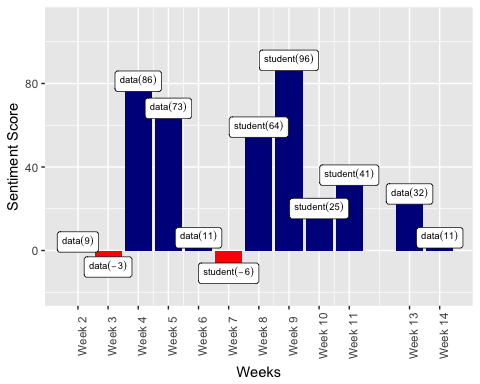 student(96)
data(86)
80
data(73)
student(64)
40
student(41)
data(32)
student(25)
data(9)
data(11)
data(11)
0
data(−3)
student(−6)
Sentiment Score
Week 2
Week 3
Week 4
Week 5
Week 6
Week 7
Week 8
Week 9
Week 10
Week 11
Week 13
Week 14
Weeks